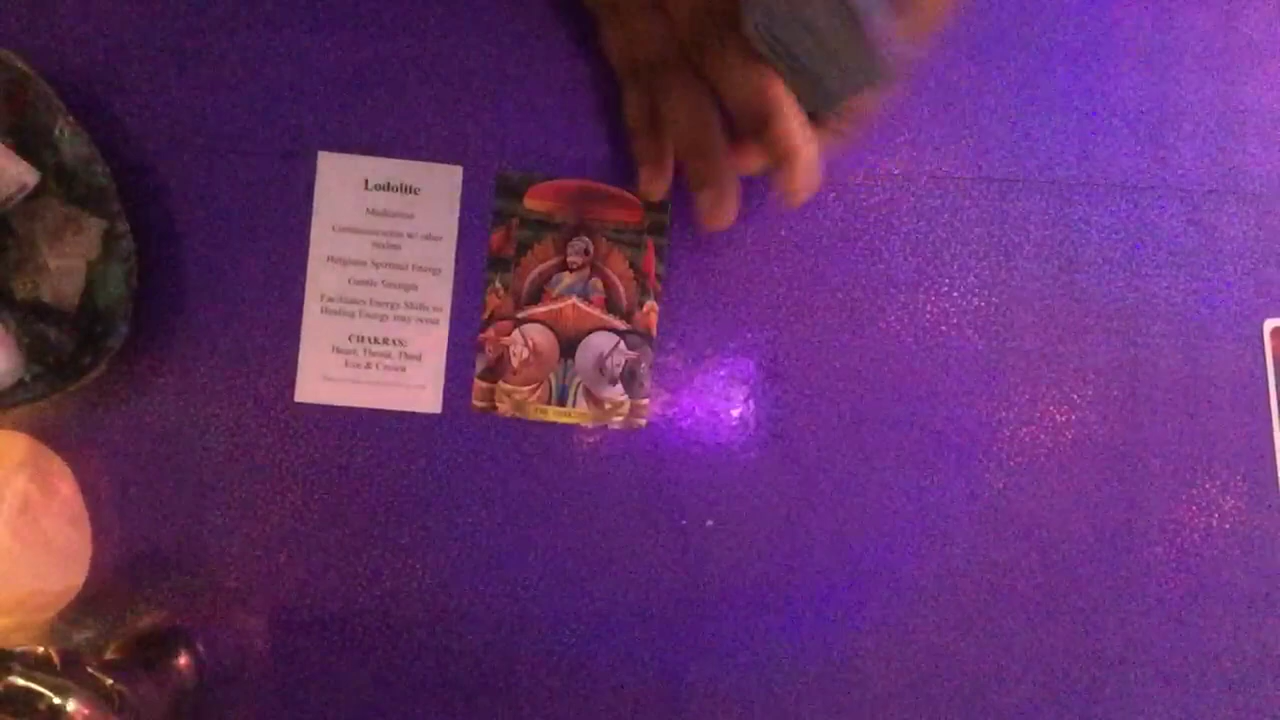 Lodolite
Meditation
Communication w/ other
Heightens Spiritual Energy
Gentle Strength
Facilitates Energy Shifts so
Healing Energy may occur
CHAKRAS:
Heart, Throat, Third
Eye & Crown
THE